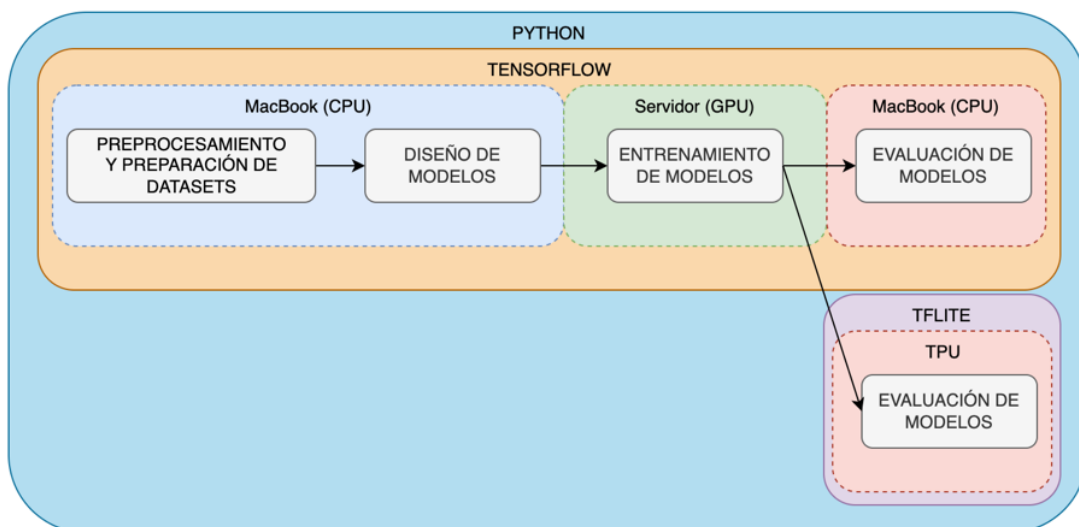 PYTHON
TENSORFLOW
MacBook (CPU)
PREPROCESAMIENTO
Y PREPARACIÓN DE
DATASETS
DISEÑO DE
MODELOS
Servidor (GPU)
ENTRENAMIENTO
DE MODELOS
MacBook (CPU)
EVALUACIÓN DE
MODELOS
TFLITE
TPU
EVALUACIÓN DE
MODELOS